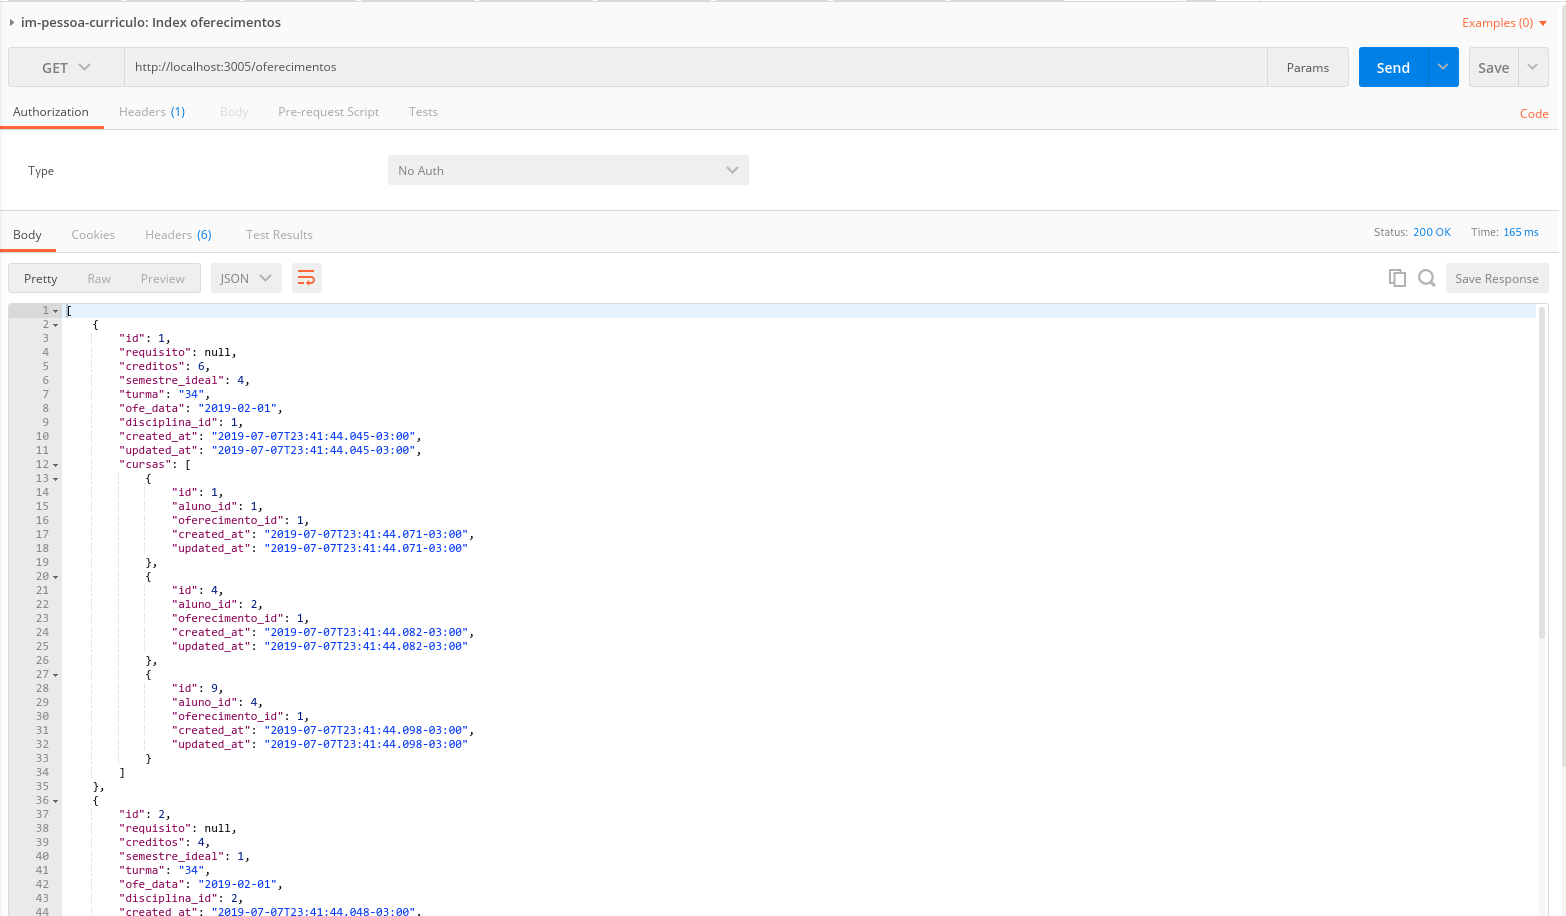 im-pessoa-curriculo: Index oferecimentos
Examples (0)
GET http://localhost:3005/oferecimentos Params Send Save
Authorization Headers (1) Body Pre-request Script Tests Code
Type No Auth
Body Cookies Headers (6) Test Results Status: 200 OK Time: 165 ms
Pretty Raw Preview JSON Save Response
1 [
2 {
3 "id": 1,
4 "requisito": null,
5 "creditos": 6,
6 "semestre_ideal": 4,
7 "turma": "34",
8 "ofe_data": "2019-02-01",
9 "disciplina_id": 1,
10 "created_at": "2019-07-07T23:41:44.045-03:00",
11 "updated_at": "2019-07-07T23:41:44.045-03:00",
12 "cursas": [
13 {
14 "id": 1,
15 "aluno_id": 1,
16 "oferecimento_id": 1,
17 "created_at": "2019-07-07T23:41:44.071-03:00",
18 "updated_at": "2019-07-07T23:41:44.071-03:00"
19 },
20 {
21 "id": 4,
22 "aluno_id": 2,
23 "oferecimento_id": 1,
24 "created_at": "2019-07-07T23:41:44.082-03:00",
25 "updated_at": "2019-07-07T23:41:44.082-03:00"
26 },
27 {
28 "id": 9,
29 "aluno_id": 4,
30 "oferecimento_id": 1,
31 "created_at": "2019-07-07T23:41:44.098-03:00",
32 "updated_at": "2019-07-07T23:41:44.098-03:00"
33 }
34 ]
35 },
36 {
37 "id": 2,
38 "requisito": null,
39 "creditos": 4,
40 "semestre_ideal": 1,
41 "turma": "34",
42 "ofe_data": "2019-02-01",
43 "disciplina_id": 2,
44 "created_at": "2019-07-07T23:41:44.048-03:00",